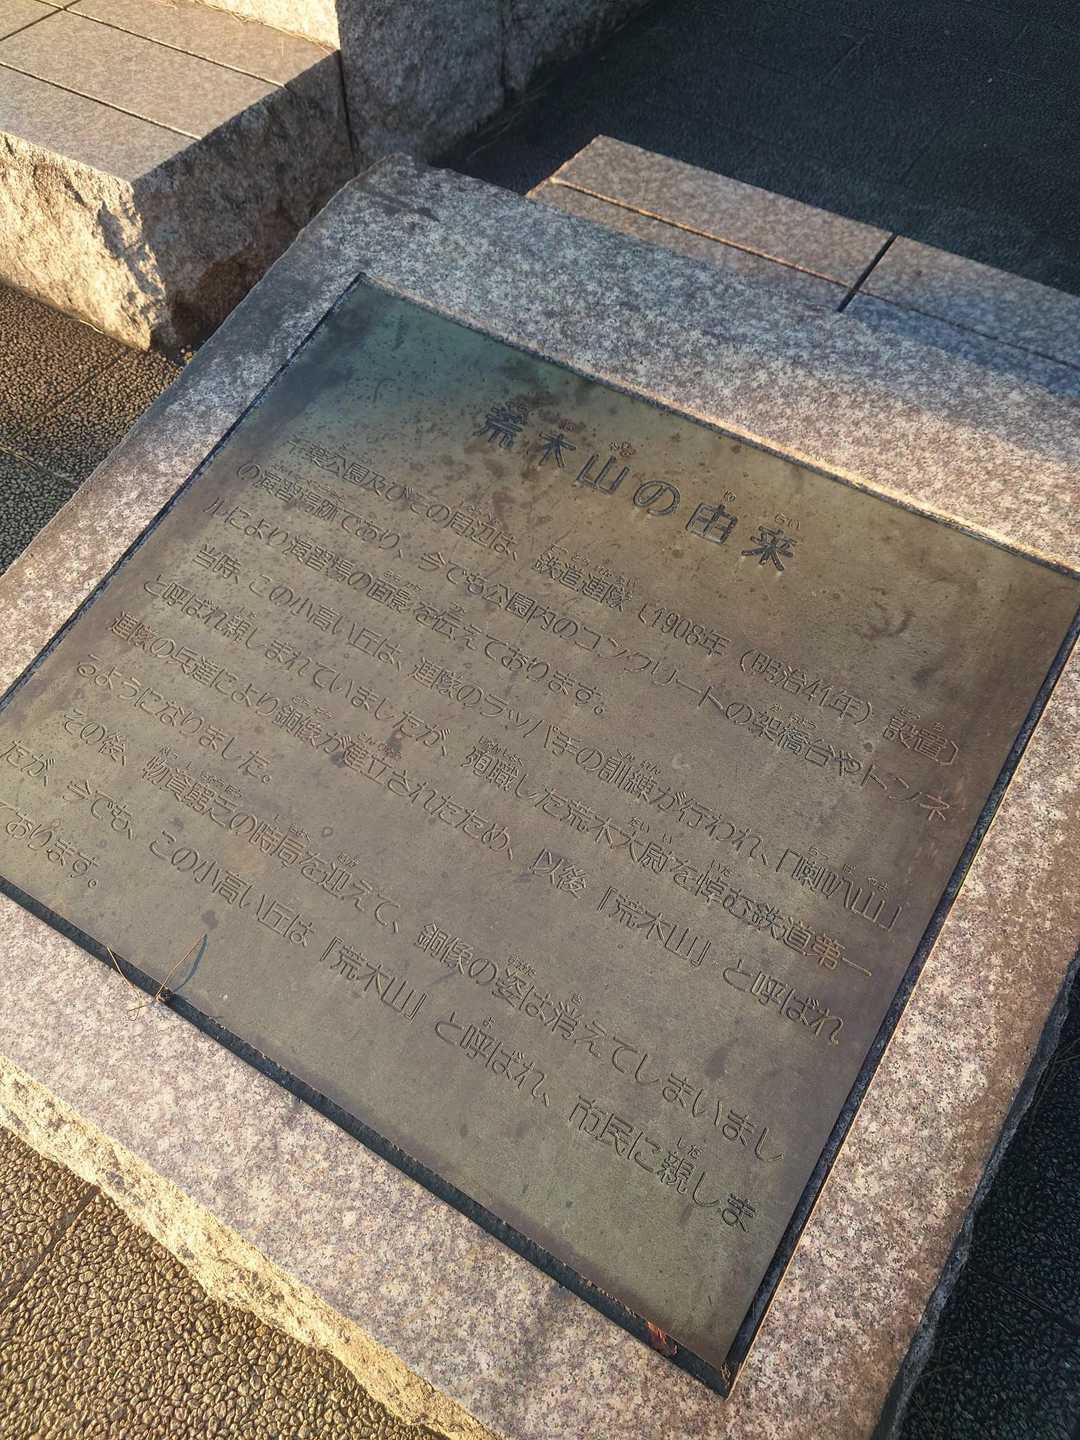 荒木山の由来
千葉公園及びこの周辺は、鉄道連隊〔1908年（明治41年）設置〕
の演習場跡であり、今でも公園内のコンクリートの架橋台やトンネ
ルにより演習場の面影を伝えております。
当時、この小高い丘は、連隊のラッパ手の訓練が行われ、「喇叭山」
と呼ばれ親しまれていましたが、殉職した荒木大尉を悼む鉄道第一
連隊の兵達により銅像が建立されたため、以後『荒木山』と呼ばれ
るようになりました。
その後、物資窮乏の時局を迎えて、銅像の姿は消えてしまいまし
たが、今でも、この小高い丘は『荒木山』と呼ばれ、市民に親しま
ております。